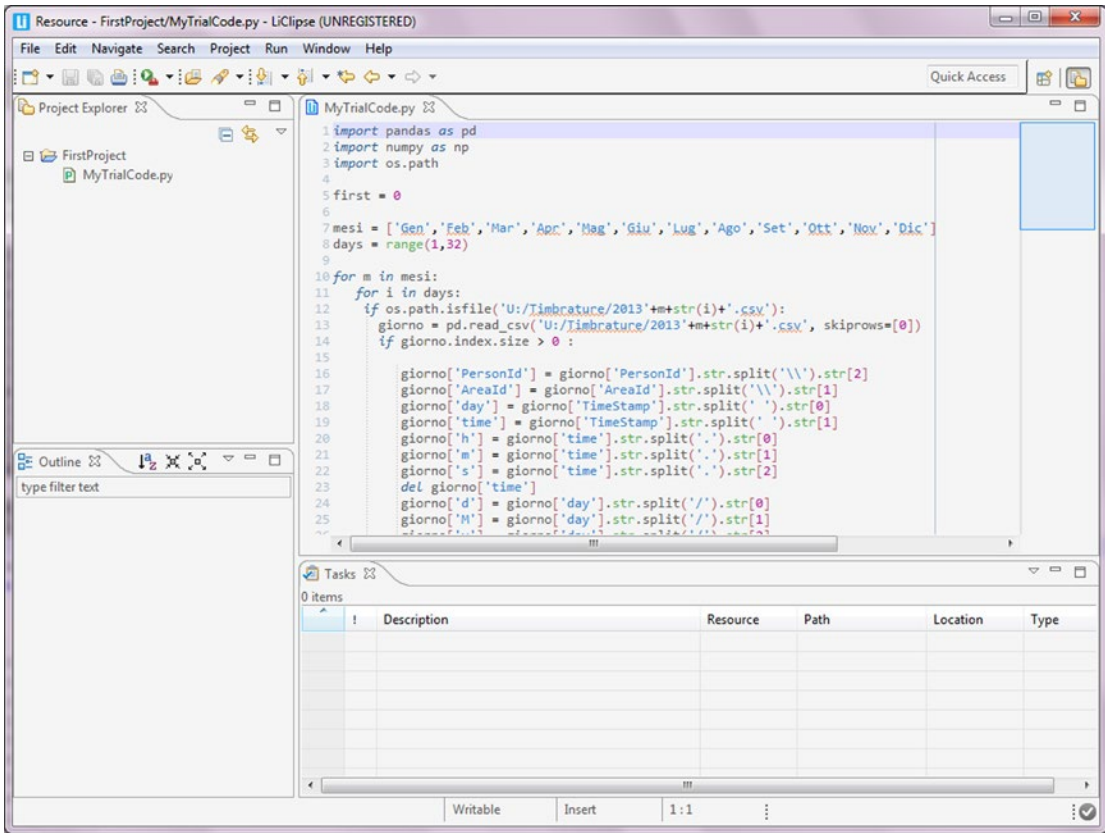 Resource - FirstProject/MyTrialCode.py - LiClipse (UNREGISTERED)
File Edit Navigate Search Project Run Window Help
Quick Access
Project Explorer
FirstProject
MyTrialCode.py
MyTrialCode.py
1 import pandas as pd
2 import numpy as np
3 import os.path
4
5 first = 0
6
7 mesi = ['Gen','Feb','Mar','Apr','Mag','Giu','Lug','Ago','Set','Ott','Nov','Dic']
8 days = range(1,32)
9
10 for m in mesi:
11 for i in days:
12 if os.path.isfile('U:/Timbrature/2013'+m+str(i)+'.csv'):
13 giorno = pd.read_csv('U:/Timbrature/2013'+m+str(i)+'.csv', skiprows=[0])
14 if giorno.index.size > 0 :
15
16 giorno['PersonId'] = giorno['PersonId'].str.split('\\').str[2]
17 giorno['AreaId'] = giorno['AreaId'].str.split('\\').str[1]
18 giorno['day'] = giorno['TimeStamp'].str.split(' ').str[0]
19 giorno['time'] = giorno['TimeStamp'].str.split(' ').str[1]
20 giorno['h'] = giorno['time'].str.split('.').str[0]
21 giorno['m'] = giorno['time'].str.split('.').str[1]
22 giorno['s'] = giorno['time'].str.split('.').str[2]
23 del giorno['time']
24 giorno['d'] = giorno['day'].str.split('/').str[0]
25 giorno['M'] = giorno['day'].str.split('/').str[1]
Outline
type filter text
Tasks
0 items
! Description Resource Path Location Type
Writable Insert 1:1